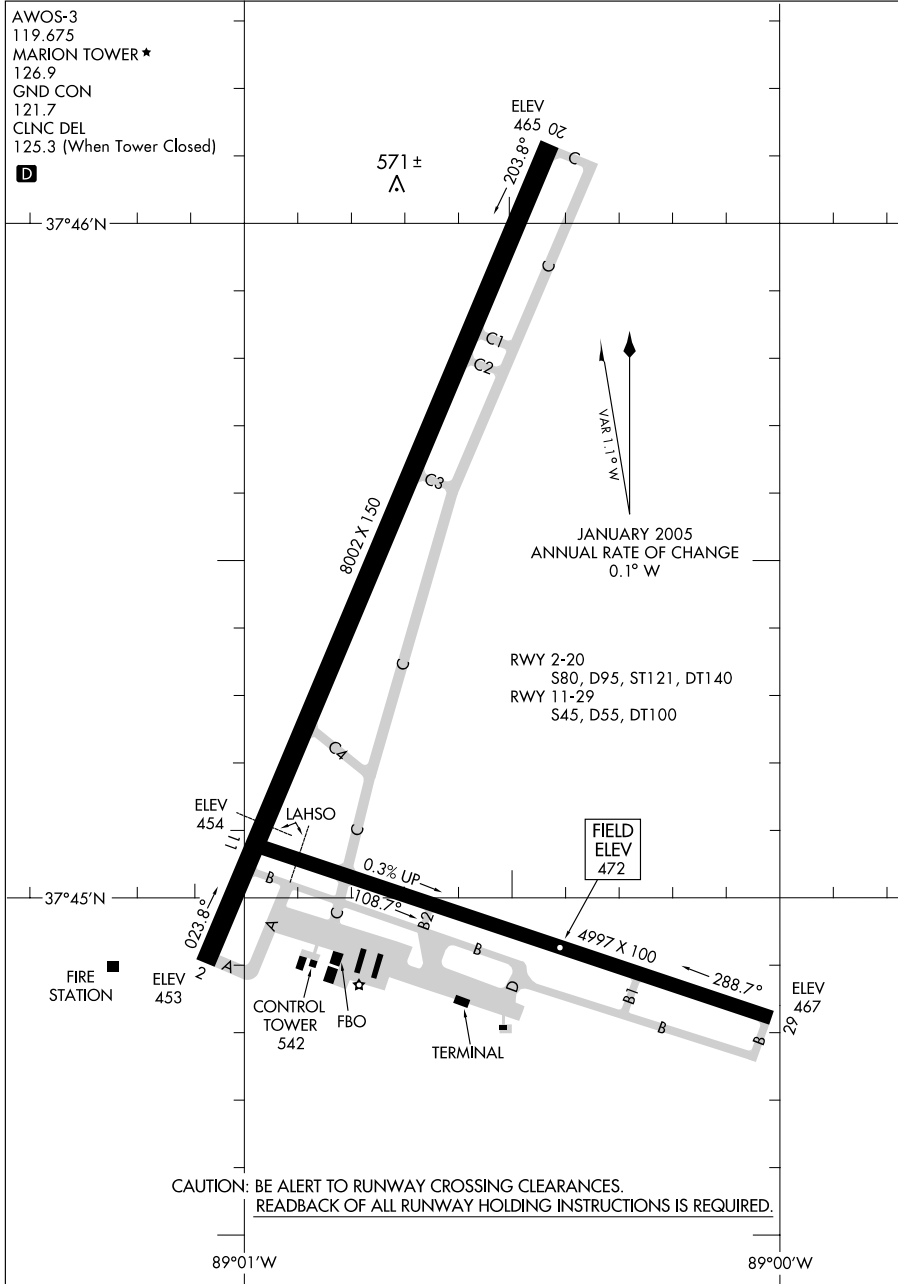 AWOS-3
119.675
MARION TOWER ★
126.9
GND CON
121.7
CLNC DEL
125.3 (When Tower Closed)
D
ELEV
465
20
C
203.8°
571 ±
37°46'N
C
C1
C2
VAR 1.1° W
C3
8002 X 150
JANUARY 2005
ANNUAL RATE OF CHANGE
0.1° W
RWY 2-20
S80, D95, ST121, DT140
RWY 11-29
S45, D55, DT100
C
C4
ELEV
454
LAHSO
11
C
FIELD
ELEV
472
0.3% UP
B
108.7°
37°45'N
023.8°
A
C
B2
B
4997 X 100
288.7°
ELEV
467
29
2
A
ELEV
453
FIRE
STATION
CONTROL
TOWER
542
FBO
TERMINAL
D
B1
B
B
CAUTION: BE ALERT TO RUNWAY CROSSING CLEARANCES.
READBACK OF ALL RUNWAY HOLDING INSTRUCTIONS IS REQUIRED.
89°01'W
89°00'W